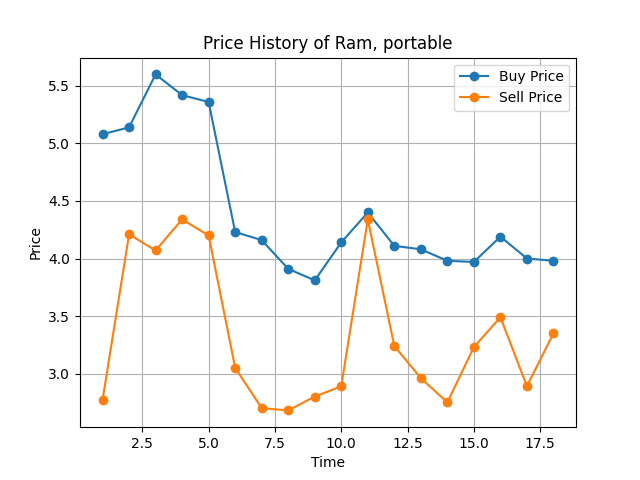 Price History of Ram, portable
Buy Price
Sell Price
Price
5.5
5.0
4.5
4.0
3.5
3.0
2.5 5.0 7.5 10.0 12.5 15.0 17.5
Time